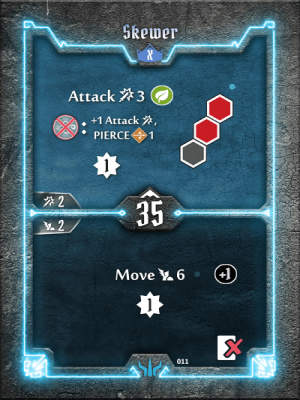 Skewer
X
Attack 3
+1 Attack ,
PIERCE 1
1
2
35
2
Move 6 +1
1
011